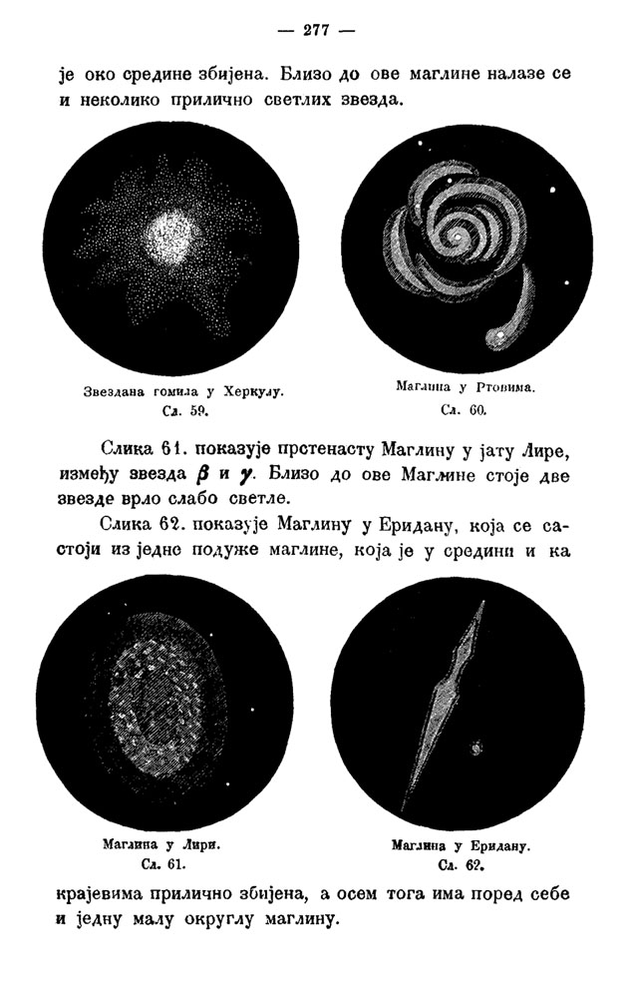 — 277 —
је око средине збијена. Близо до ове маглине налазе се
и неколико прилично светлих звезда.
Звездана гомила у Херкулу.
Сл. 59.
Маглина у Ртовима.
Сл. 60.
Слика 61. показује прстенасту Маглину у јату Лире,
између звезда β и γ. Близо до ове Маглине стоје две
звезде врло слабо светле.
Слика 62. показује Маглину у Еридану, која се са-
стоји из једне подуже маглине, која је у средини и ка
Маглина у Лири.
Сл. 61.
Маглина у Еридану.
Сл. 62.
крајевима прилично збијена, а осем тога има поред себе
и једну малу округлу маглину.